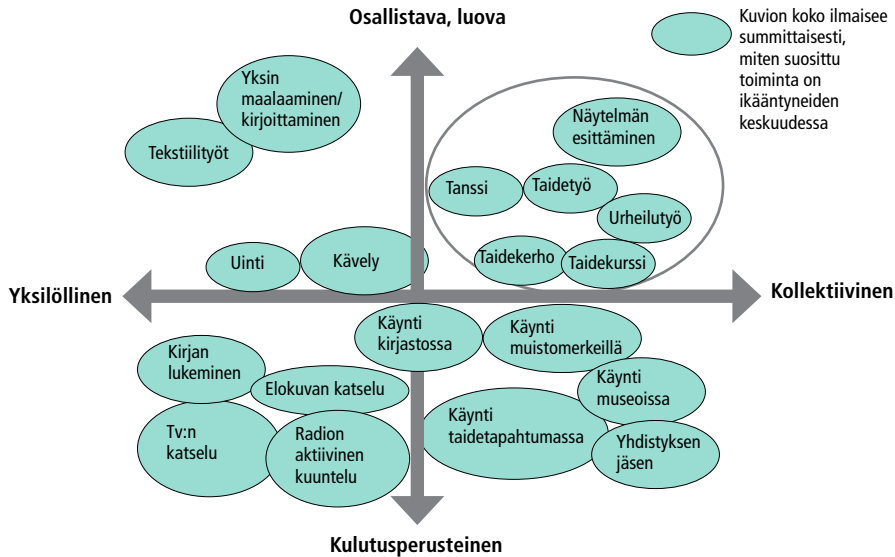 Osallistava, luova
Kuvion koko ilmaisee
summittaisesti,
miten suosittu
toiminta on
ikääntyneiden
keskuudessa
Yksin
maalaaminen/
kirjoittaminen
Tekstiilityöt
Näytelmän
esittäminen
Tanssi
Taidetyö
Urheilutyö
Taidekerho
Taidekurssi
Uinti
Kävely
Yksilöllinen
Kollektiivinen
Käynti
kirjastossa
Käynti
muistomerkeillä
Kirjan
lukeminen
Elokuvan katselu
Käynti
museoissa
Tv:n
katselu
Radion
aktiivinen
kuuntelu
Käynti
taidetapahtumassa
Yhdistyksen
jäsen
Kulutusperusteinen